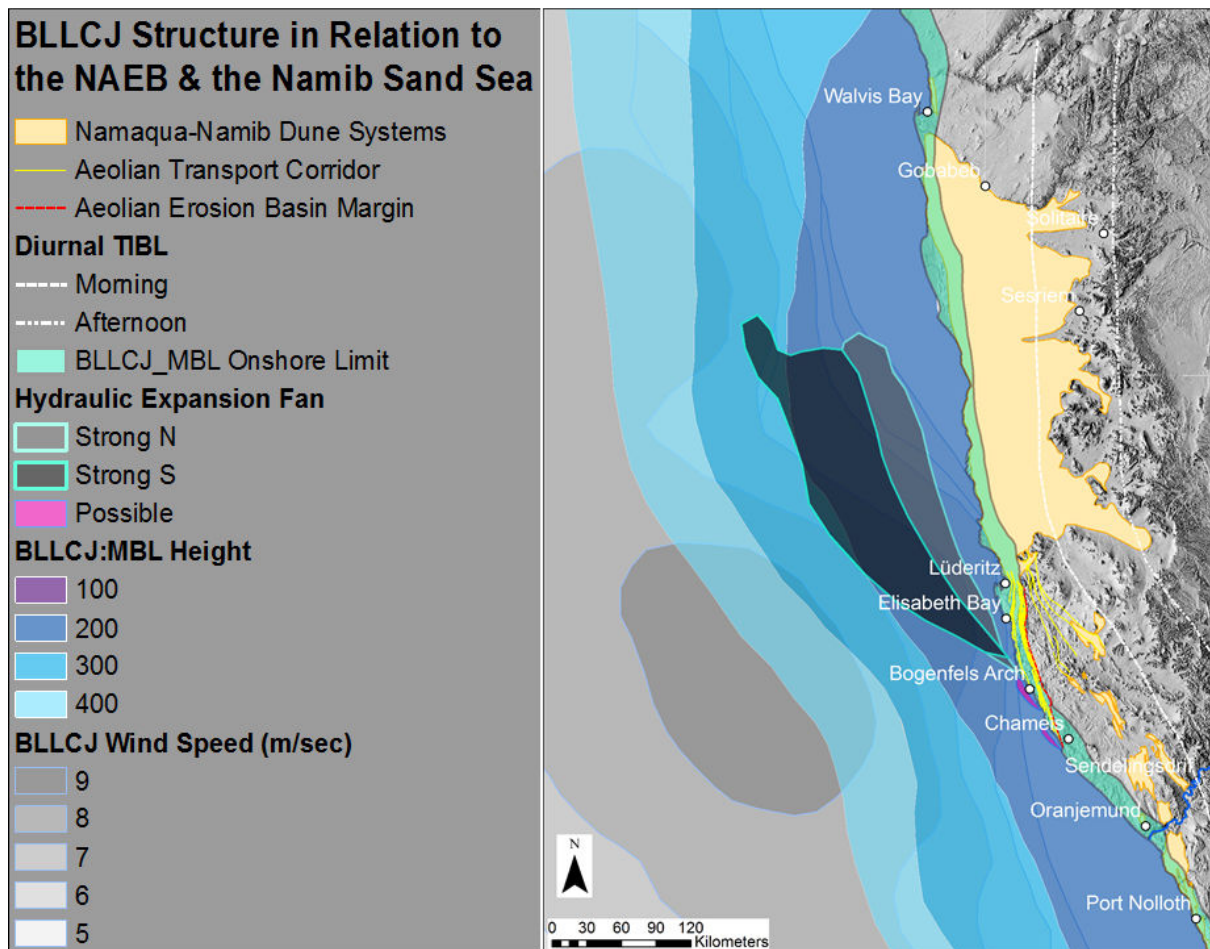 BLLCJ Structure in Relation to
the NAEB & the Namib Sand Sea
Namaqua-Namib Dune Systems
Aeolian Transport Corridor
Aeolian Erosion Basin Margin
Diurnal TIBL
Morning
Afternoon
BLLCJ_MBL Onshore Limit
Hydraulic Expansion Fan
Strong N
Strong S
Possible
BLLCJ:MBL Height
100
200
300
400
BLLCJ Wind Speed (m/sec)
9
8
7
6
5
Walvis Bay
Gobabeb
Solitaire
Sesriem
Lüderitz
Elisabeth Bay
Bogenfels Arch
Chameis
Sendelingsdrif
Oranjemund
Port Nolloth
N
0 30 60 90 120
Kilometers